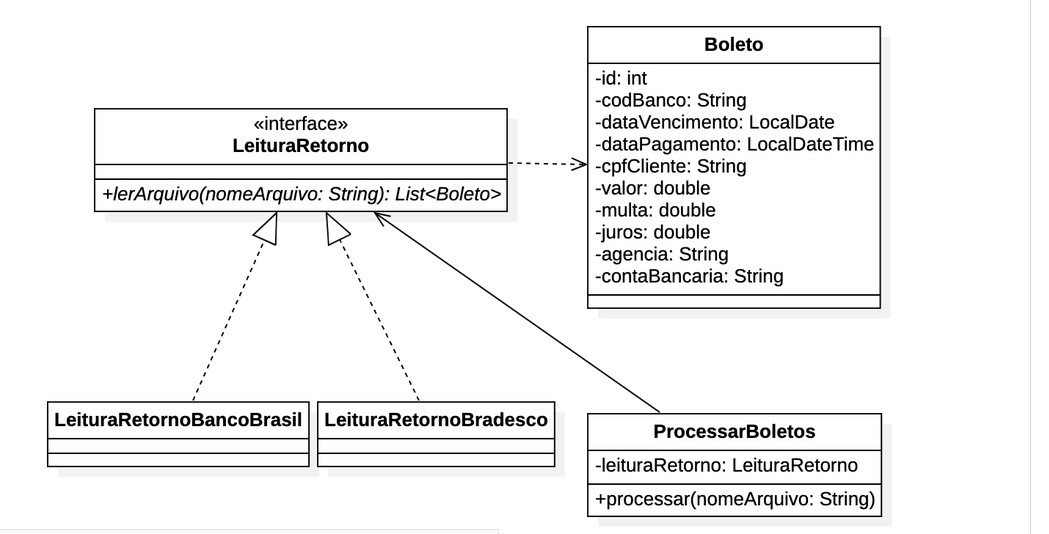 «interface»
LeituraRetorno
+lerArquivo(nomeArquivo: String): List<Boleto>
Boleto
-id: int
-codBanco: String
-dataVencimento: LocalDate
-dataPagamento: LocalDateTime
-cpfCliente: String
-valor: double
-multa: double
-juros: double
-agencia: String
-contaBancaria: String
LeituraRetornoBancoBrasil
LeituraRetornoBradesco
ProcessarBoletos
-leituraRetorno: LeituraRetorno
+processar(nomeArquivo: String)